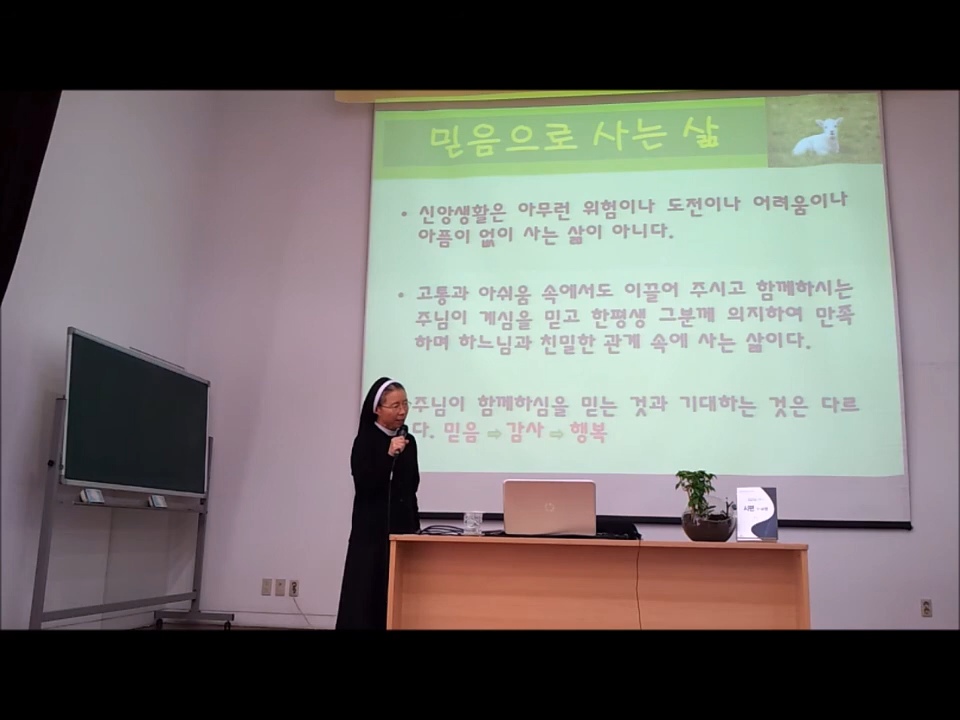 믿음으로 사는 삶
• 신앙생활은 아무런 위험이나 도전이나 어려움이나
아픔이 없이 사는 삶이 아니다.
• 고통과 아쉬움 속에서도 이끌어 주시고 함께하시는
주님이 계심을 믿고 한평생 그분께 의지하여 만족
하며 하느님과 친밀한 관계 속에 사는 삶이다.
주님이 함께하심을 믿는 것과 기대하는 것은 다르
다. 믿음 ⇨ 감사 ⇨ 행복
시편